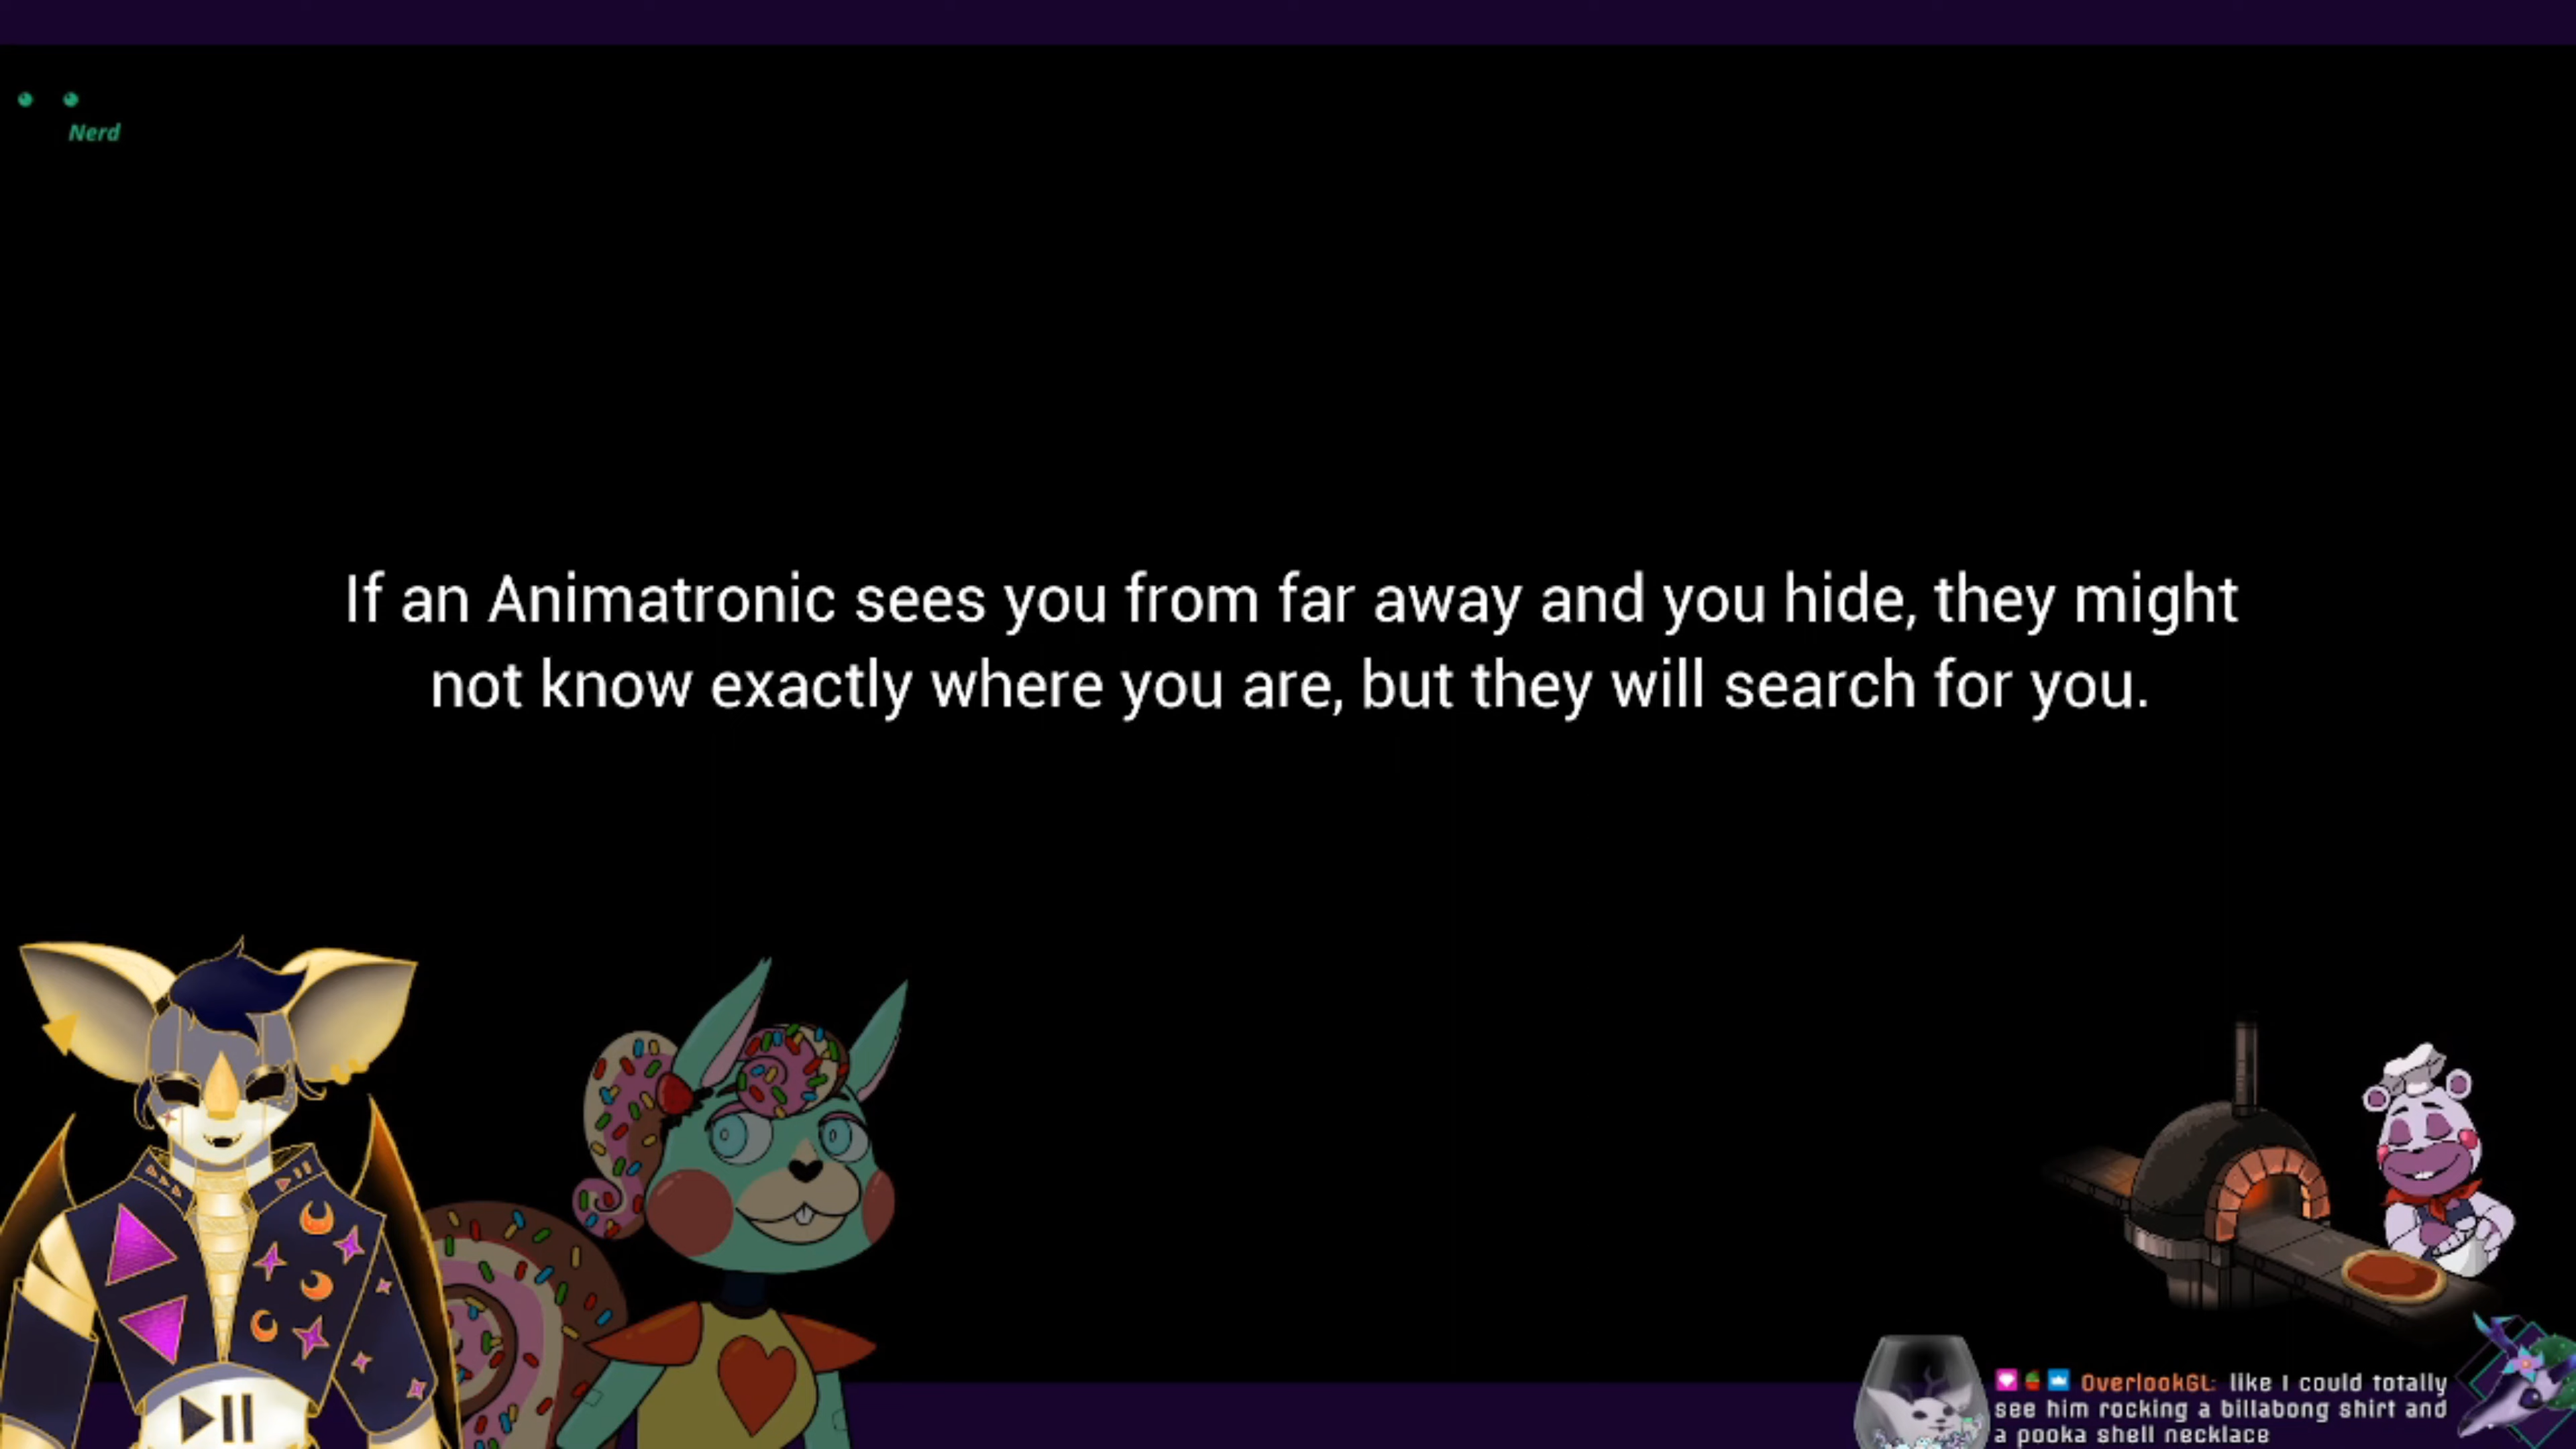 Nerd
If an Animatronic sees you from far away and you hide, they might
not know exactly where you are, but they will search for you.
OverlookGL: like I could totally
see him rocking a billabong shirt and
a pooka shell necklace